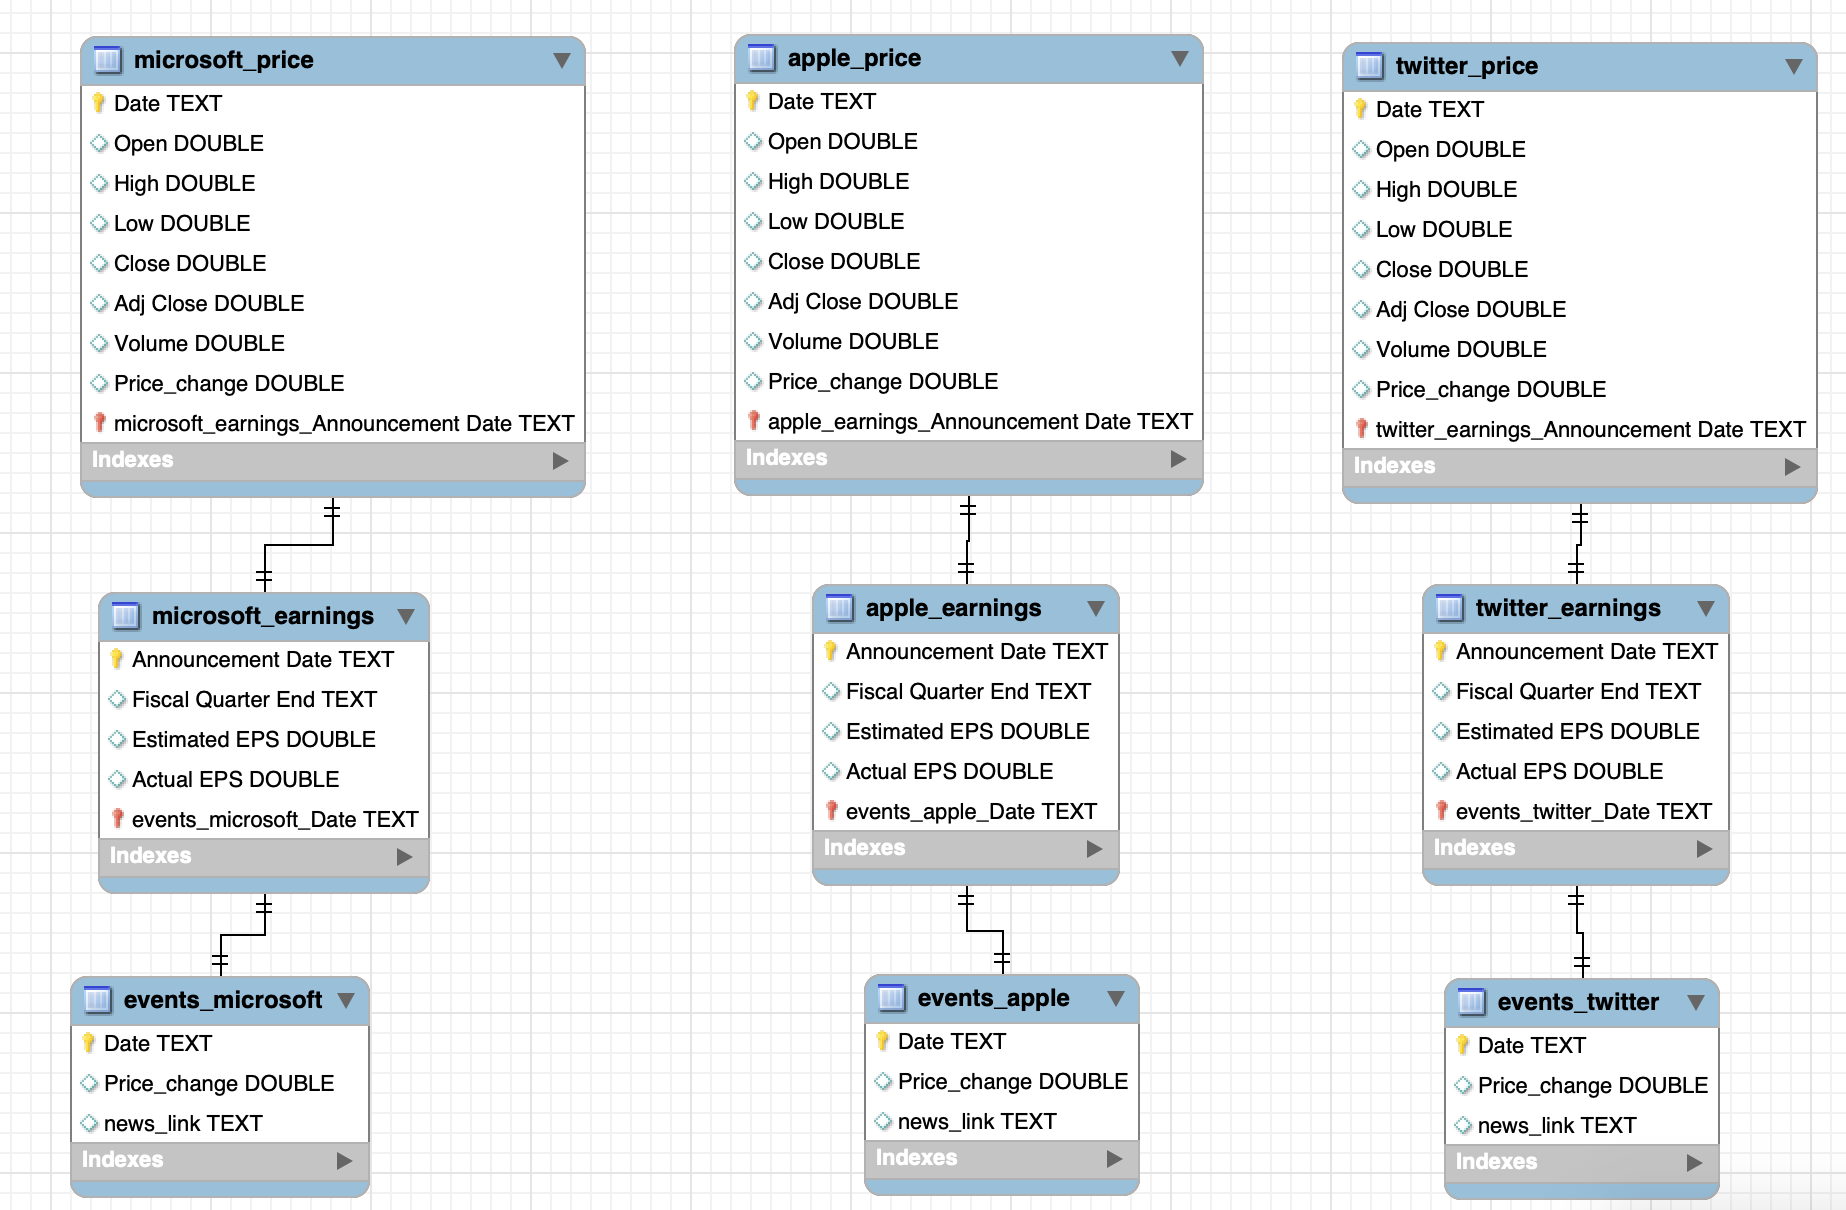 microsoft_price
Date TEXT
Open DOUBLE
High DOUBLE
Low DOUBLE
Close DOUBLE
Adj Close DOUBLE
Volume DOUBLE
Price_change DOUBLE
microsoft_earnings_Announcement Date TEXT
Indexes
microsoft_earnings
Announcement Date TEXT
Fiscal Quarter End TEXT
Estimated EPS DOUBLE
Actual EPS DOUBLE
events_microsoft_Date TEXT
Indexes
events_microsoft
Date TEXT
Price_change DOUBLE
news_link TEXT
Indexes
apple_price
Date TEXT
Open DOUBLE
High DOUBLE
Low DOUBLE
Close DOUBLE
Adj Close DOUBLE
Volume DOUBLE
Price_change DOUBLE
apple_earnings_Announcement Date TEXT
Indexes
apple_earnings
Announcement Date TEXT
Fiscal Quarter End TEXT
Estimated EPS DOUBLE
Actual EPS DOUBLE
events_apple_Date TEXT
Indexes
events_apple
Date TEXT
Price_change DOUBLE
news_link TEXT
Indexes
twitter_price
Date TEXT
Open DOUBLE
High DOUBLE
Low DOUBLE
Close DOUBLE
Adj Close DOUBLE
Volume DOUBLE
Price_change DOUBLE
twitter_earnings_Announcement Date TEXT
Indexes
twitter_earnings
Announcement Date TEXT
Fiscal Quarter End TEXT
Estimated EPS DOUBLE
Actual EPS DOUBLE
events_twitter_Date TEXT
Indexes
events_twitter
Date TEXT
Price_change DOUBLE
news_link TEXT
Indexes